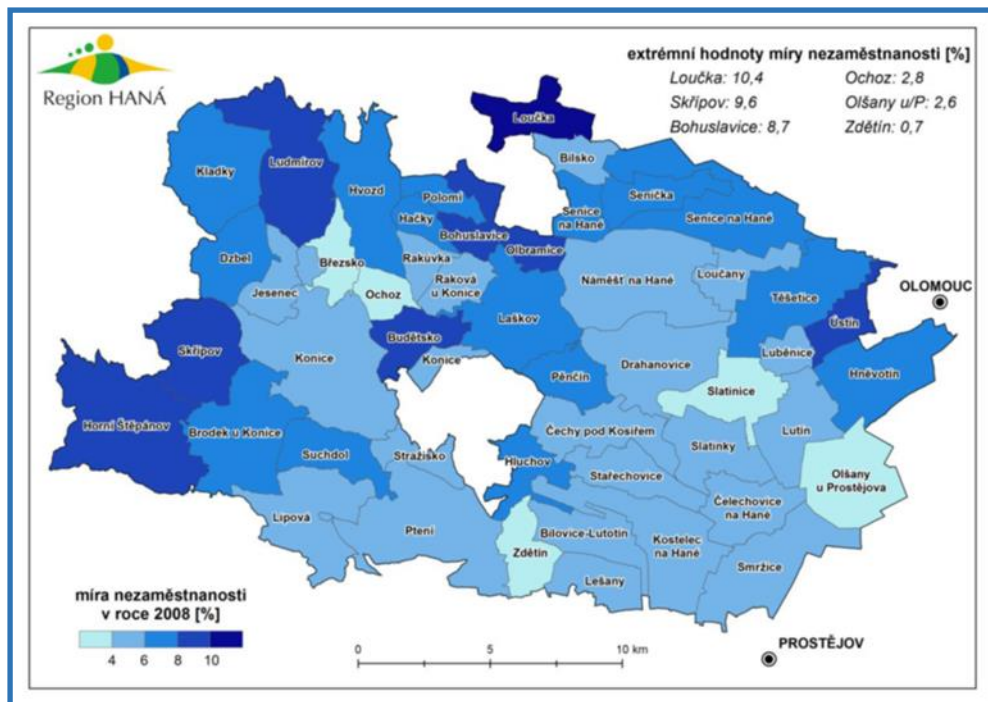 Region HANÁ
extrémní hodnoty míry nezaměstnanosti [%]
Loučka: 10,4 Ochoz: 2,8
Skřípov: 9,6 Olšany u/P: 2,6
Bohuslavice: 8,7 Zdětín: 0,7
Loučka
Bílsko
Ludmírov
Kladky
Hvozd
Polomí
Senička
Hačky
Senice
na Hané
Senice na Hané
Bohuslavice
Olbramice
Dzbel
Březsko
Rakůvka
Raková
u Konice
Náměšť na Hané
Loučany
Jesenec
Ochoz
Těšetice
OLOMOUC
Laškov
Ústín
Skřípov
Budětsko
Konice
Konice
Drahanovice
Luběnice
Pěnčín
Slatinice
Hněvotín
Horní Štěpánov
Brodek u Konice
Čechy pod Kosířem
Lutín
Suchdol
Stražisko
Slatinky
Hluchov
Stařechovice
Olšany
u Prostějova
Čelechovice
na Hané
Lipová
Ptení
Bílovice-Lutotín
Kostelec
na Hané
Zdětín
Smržice
Lešany
míra nezaměstnanosti
v roce 2008 [%]
4 6 8 10
0 5 10 km
PROSTĚJOV